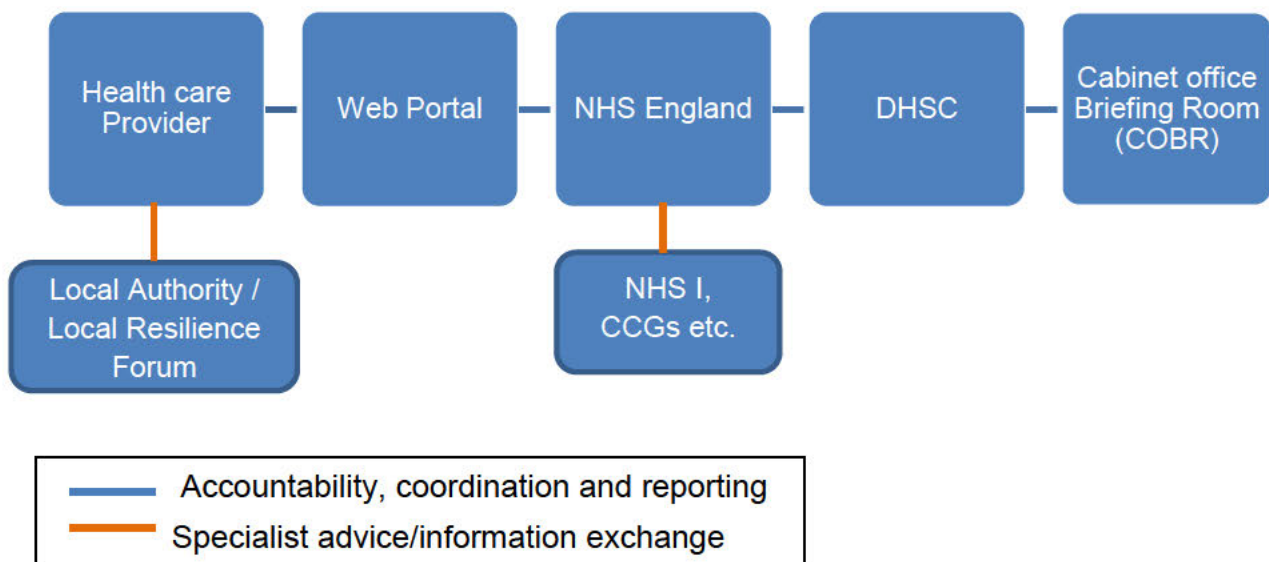 Health care
Provider
Web Portal
NHS England
DHSC
Cabinet office
Briefing Room
(COBR)
Local Authority /
Local Resilience
Forum
NHS I,
CCGs etc.
Accountability, coordination and reporting
Specialist advice/information exchange